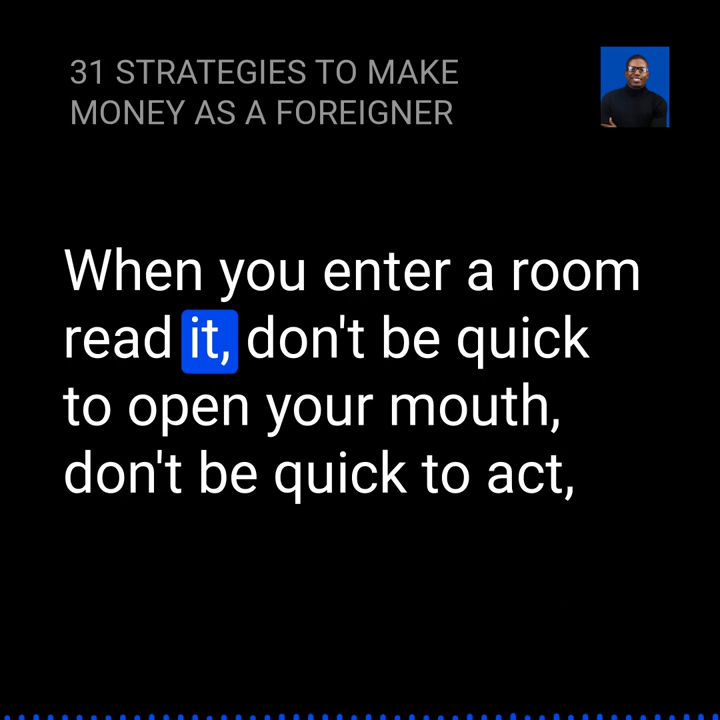 31 STRATEGIES TO MAKE
MONEY AS A FOREIGNER
When you enter a room
read it, don't be quick
to open your mouth,
don't be quick to act,